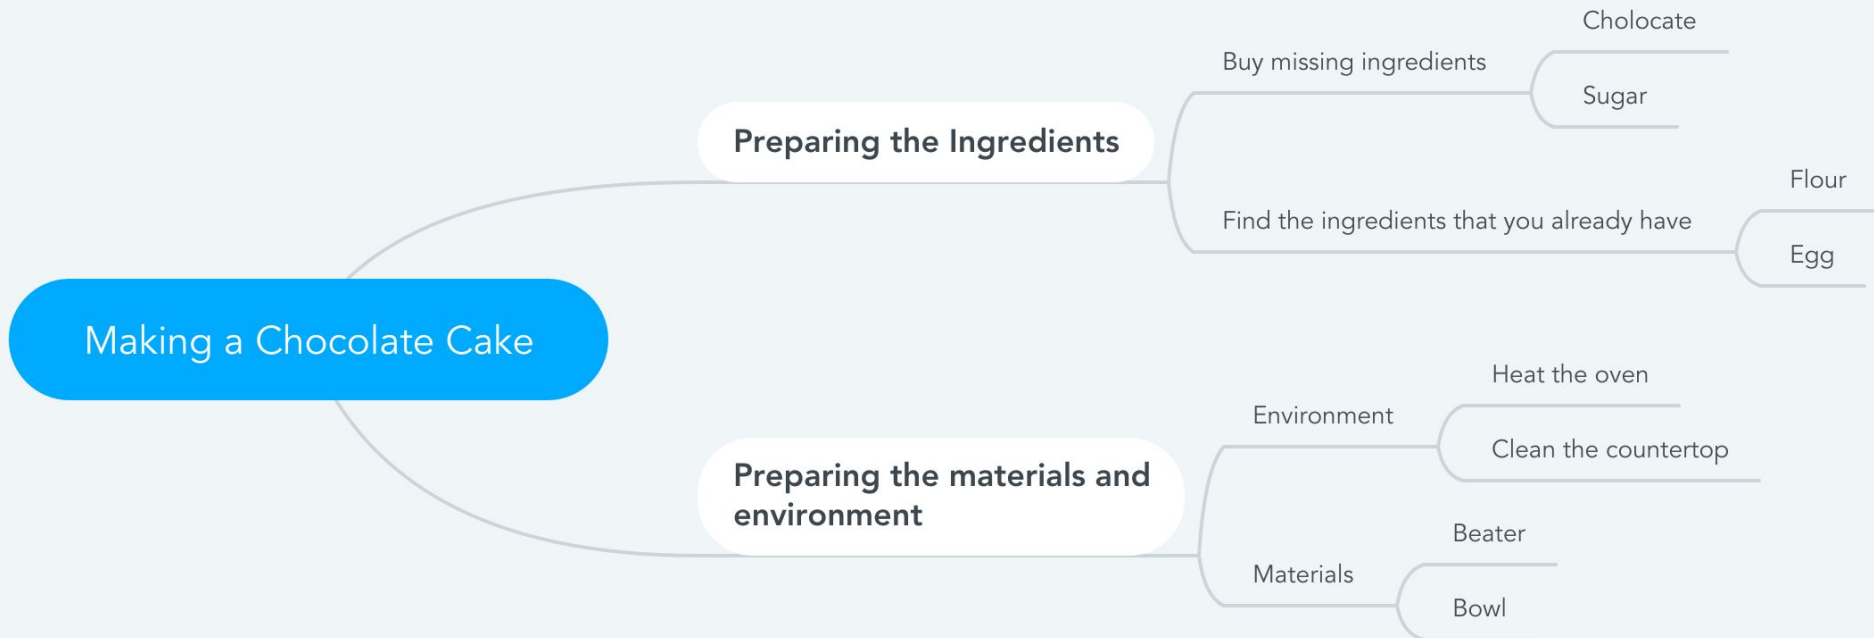 Making a Chocolate Cake
Preparing the Ingredients
Buy missing ingredients
Cholocate
Sugar
Find the ingredients that you already have
Flour
Egg
Preparing the materials and
environment
Environment
Heat the oven
Clean the countertop
Materials
Beater
Bowl